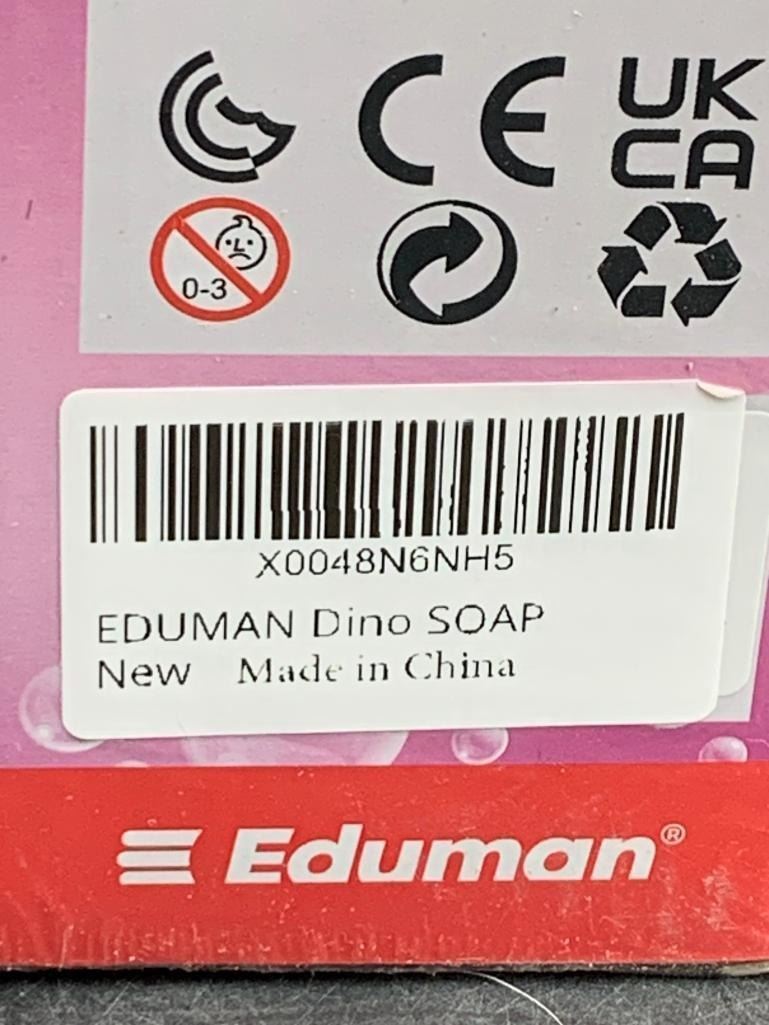 CE
UK
CA
0-3
X0048N6NH5
EDUMAN Dino SOAP
New Made in China
Eduman®